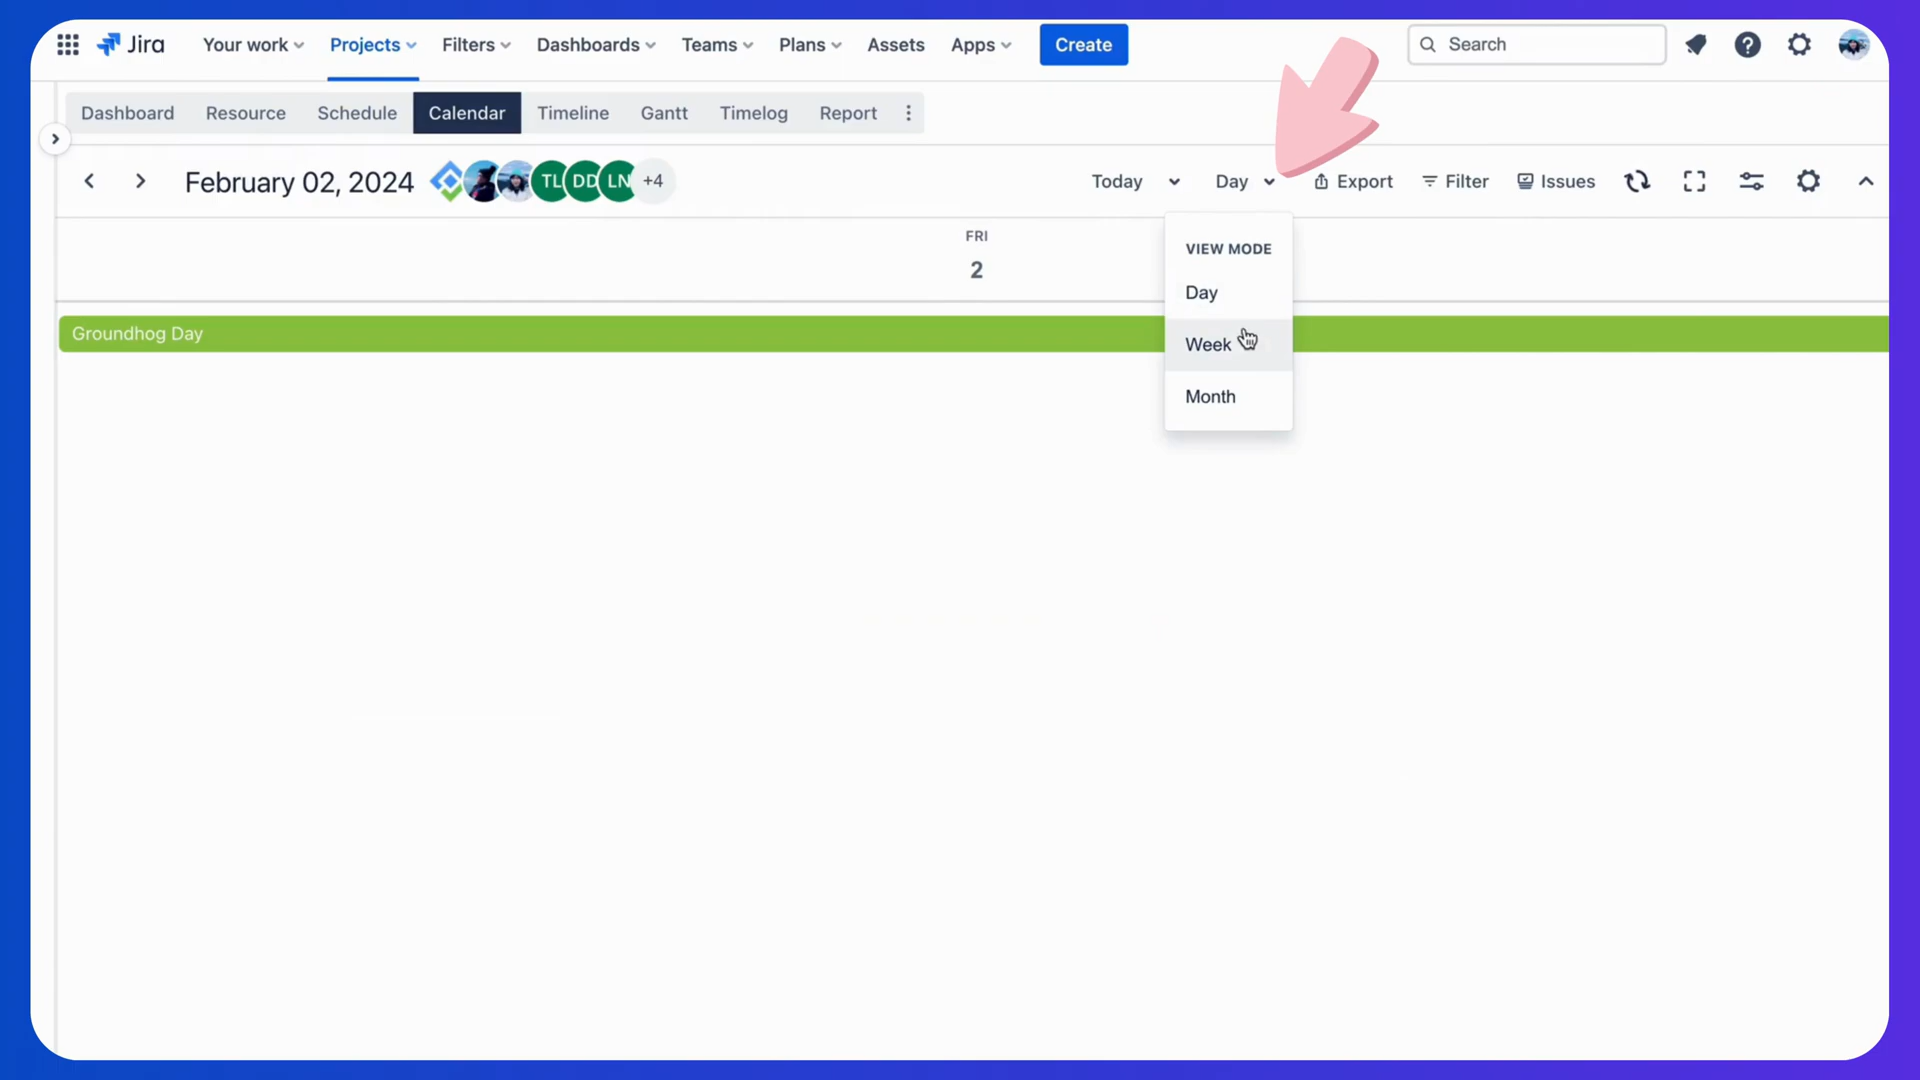 Jira Your work Projects Filters Dashboards Teams Plans Assets Apps Create Search
Dashboard Resource Schedule Calendar Timeline Gantt Timelog Report
February 02, 2024 TL DD LN +4 Today Day Export Filter Issues
FRI
2
VIEW MODE
Day
Groundhog Day
Week
Month